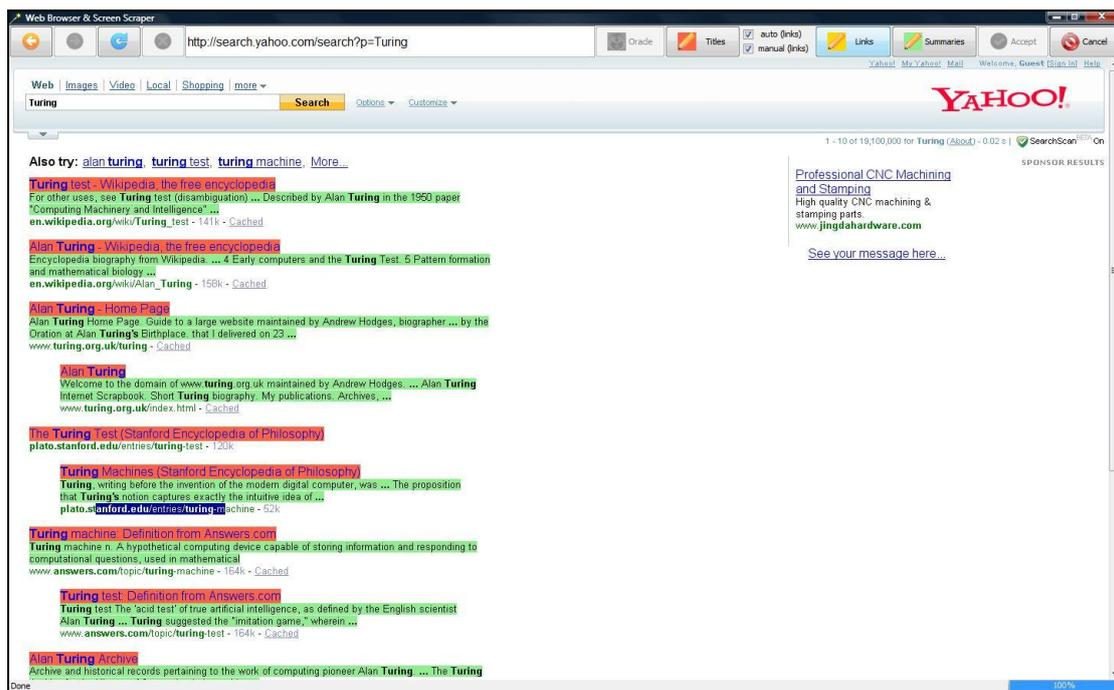 Web Browser & Screen Scraper
http://search.yahoo.com/search?p=Turing
Oracle
Titles
auto (links)
manual (links)
Links
Summaries
Accept
Cancel
Yahoo! My Yahoo! Mail Welcome, Guest [Sign In] Help
Web | Images | Video | Local | Shopping | more
Turing
Search
Options
Customize
YAHOO!
1 - 10 of 19,100,000 for Turing (About) - 0.02 s | SearchScan BETA On
Also try: alan turing, turing test, turing machine, More...
SPONSOR RESULTS
Turing test - Wikipedia, the free encyclopedia
For other uses, see Turing test (disambiguation) ... Described by Alan Turing in the 1950 paper
"Computing Machinery and Intelligence" ...
en.wikipedia.org/wiki/Turing_test - 141k - Cached
Alan Turing - Wikipedia, the free encyclopedia
Encyclopedia biography from Wikipedia. ... 4 Early computers and the Turing Test. 5 Pattern formation
and mathematical biology ...
en.wikipedia.org/wiki/Alan_Turing - 158k - Cached
Alan Turing - Home Page
Alan Turing Home Page. Guide to a large website maintained by Andrew Hodges, biographer ... by the
Oration at Alan Turing's Birthplace. that I delivered on 23 ...
www.turing.org.uk/turing - Cached
Alan Turing
Welcome to the domain of www.turing.org.uk maintained by Andrew Hodges. ... Alan Turing
Internet Scrapbook. Short Turing biography. My publications. Archives, ...
www.turing.org.uk/index.html - Cached
The Turing Test (Stanford Encyclopedia of Philosophy)
plato.stanford.edu/entries/turing-test - 120k
Turing Machines (Stanford Encyclopedia of Philosophy)
Turing, writing before the invention of the modern digital computer, was ... The proposition
that Turing's notion captures exactly the intuitive idea of ...
plato.stanford.edu/entries/turing-machine - 52k
Turing machine: Definition from Answers.com
Turing machine n. A hypothetical computing device capable of storing information and responding to
computational questions, used in mathematical
www.answers.com/topic/turing-machine - 164k - Cached
Turing test: Definition from Answers.com
Turing test The 'acid test' of true artificial intelligence, as defined by the English scientist
Alan Turing ... Turing suggested the "imitation game," wherein ...
www.answers.com/topic/turing-test - 164k - Cached
Alan Turing Archive
Archive and historical records pertaining to the work of computing pioneer Alan Turing. ... The Turing
Professional CNC Machining
and Stamping
High quality CNC machining &
stamping parts.
www.jingdahardware.com
See your message here...
Done
100%